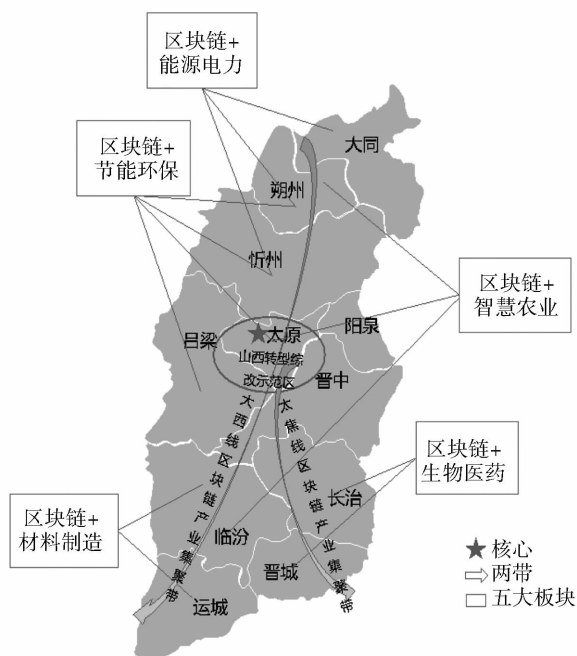 区块链+
能源电力
区块链+
节能环保
大同
朔州
忻州
区块链+
智慧农业
吕梁
太原
阳泉
山西转型综
改示范区
晋中
大西线区块链产业集聚带
太焦线区块链产业集聚带
区块链+
生物医药
长治
区块链+
材料制造
临汾
晋城
运城
核心
两带
五大板块